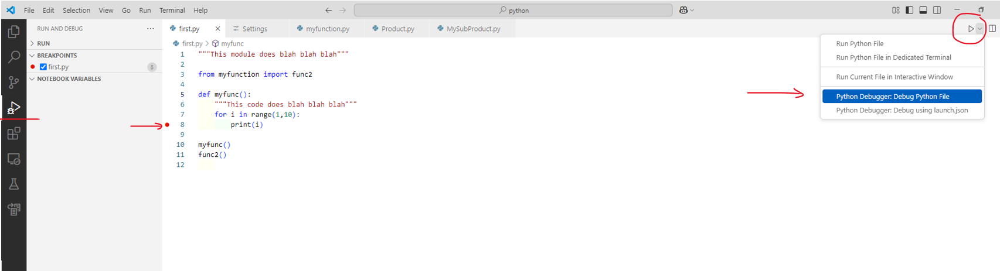 File Edit Selection View Go Run Terminal Help
python
RUN AND DEBUG ...
RUN
BREAKPOINTS
first.py 8
NOTEBOOK VARIABLES
first.py Settings myfunction.py Product.py MySubProduct.py
first.py > myfunc
1 """This module does blah blah blah"""
2
3 from myfunction import func2
4
5 def myfunc():
6 """This code does blah blah blah"""
7 for i in range(1,10):
8 print(i)
9
10 myfunc()
11 func2()
12
Run Python File
Run Python File in Dedicated Terminal
Run Current File in Interactive Window
Python Debugger: Debug Python File
Python Debugger: Debug using launch.json